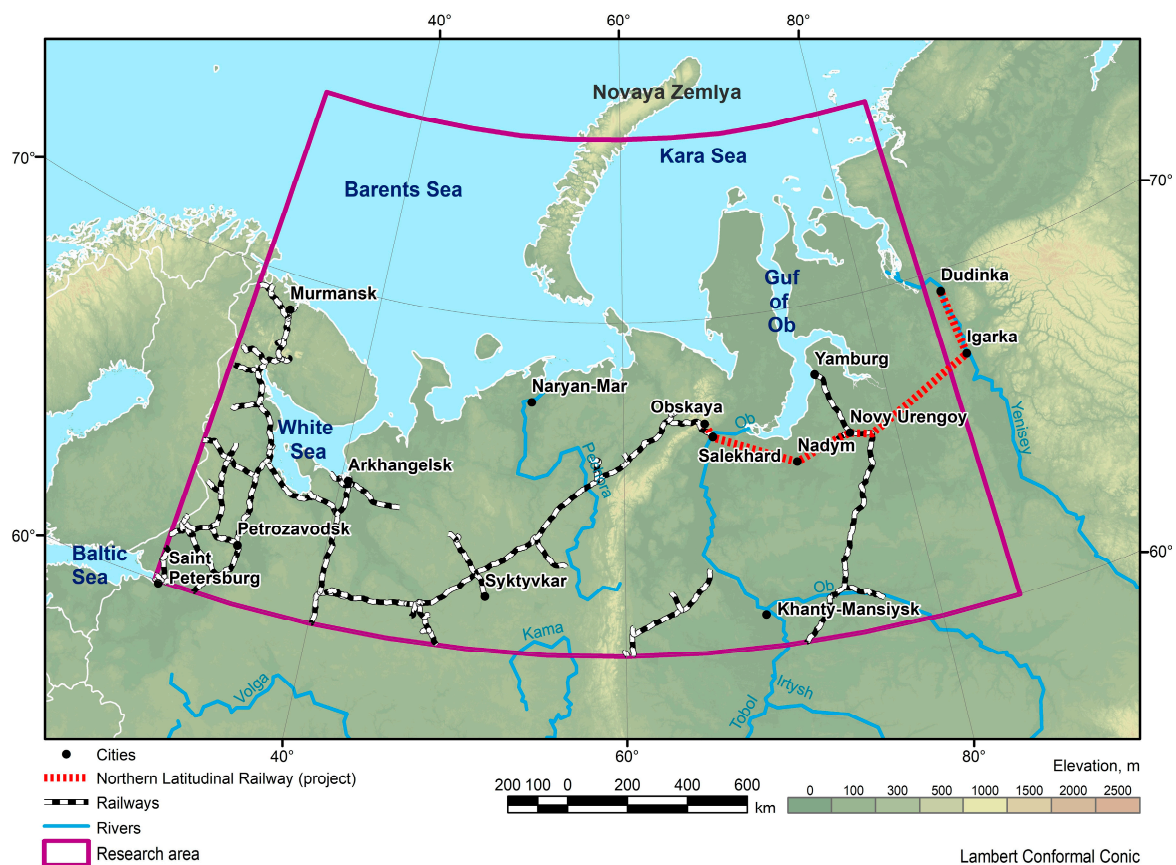 40°
60°
80°
Novaya Zemlya
Kara Sea
70°
70°
Barents Sea
Guf
of
Ob
Dudinka
Murmansk
Igarka
Yamburg
Naryan-Mar
Obskaya
Ob
Novy Urengoy
Yenisey
White
Sea
Nadym
Salekhard
Arkhangelsk
Pechora
Petrozavodsk
60°
60°
Baltic
Sea
Saint
Petersburg
Syktyvkar
Ob
Khanty-Mansiysk
Kama
Volga
Irtysh
Tobol
40°
60°
80°
Cities
Northern Latitudinal Railway (project)
Railways
Rivers
Research area
200 100 0 200 400 600
km
Elevation, m
0 100 300 500 1000 1500 2000 2500
Lambert Conformal Conic